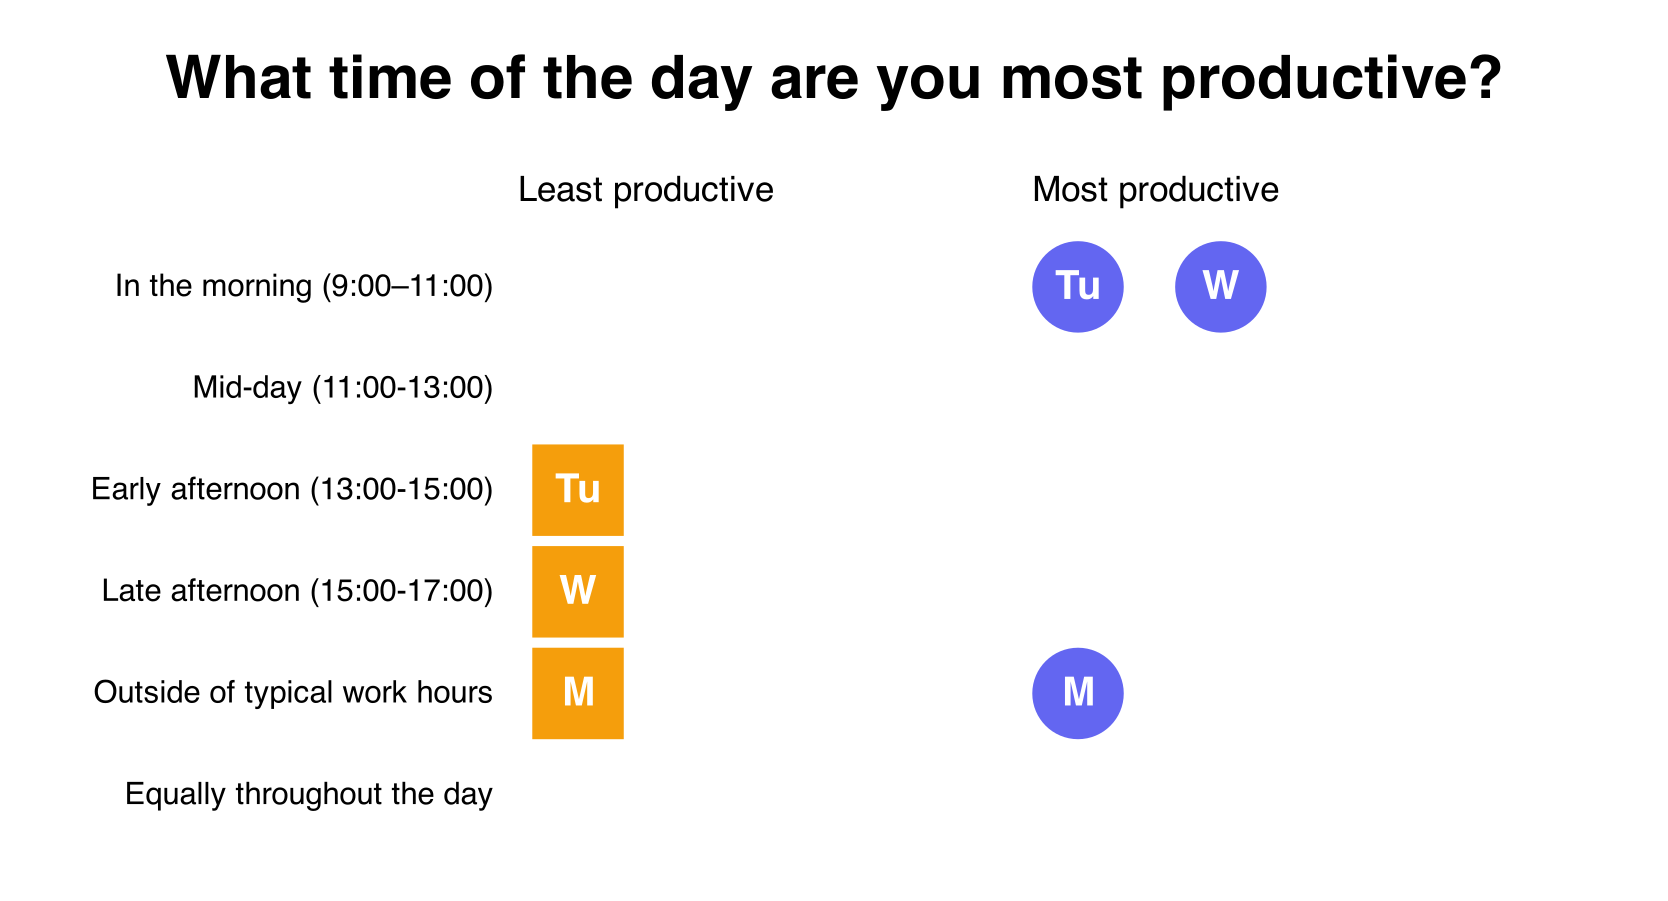 What time of the day are you most productive?
Least productive Most productive
In the morning (9:00–11:00) Tu W
Mid-day (11:00-13:00)
Early afternoon (13:00-15:00) Tu
Late afternoon (15:00-17:00) W
Outside of typical work hours M M
Equally throughout the day